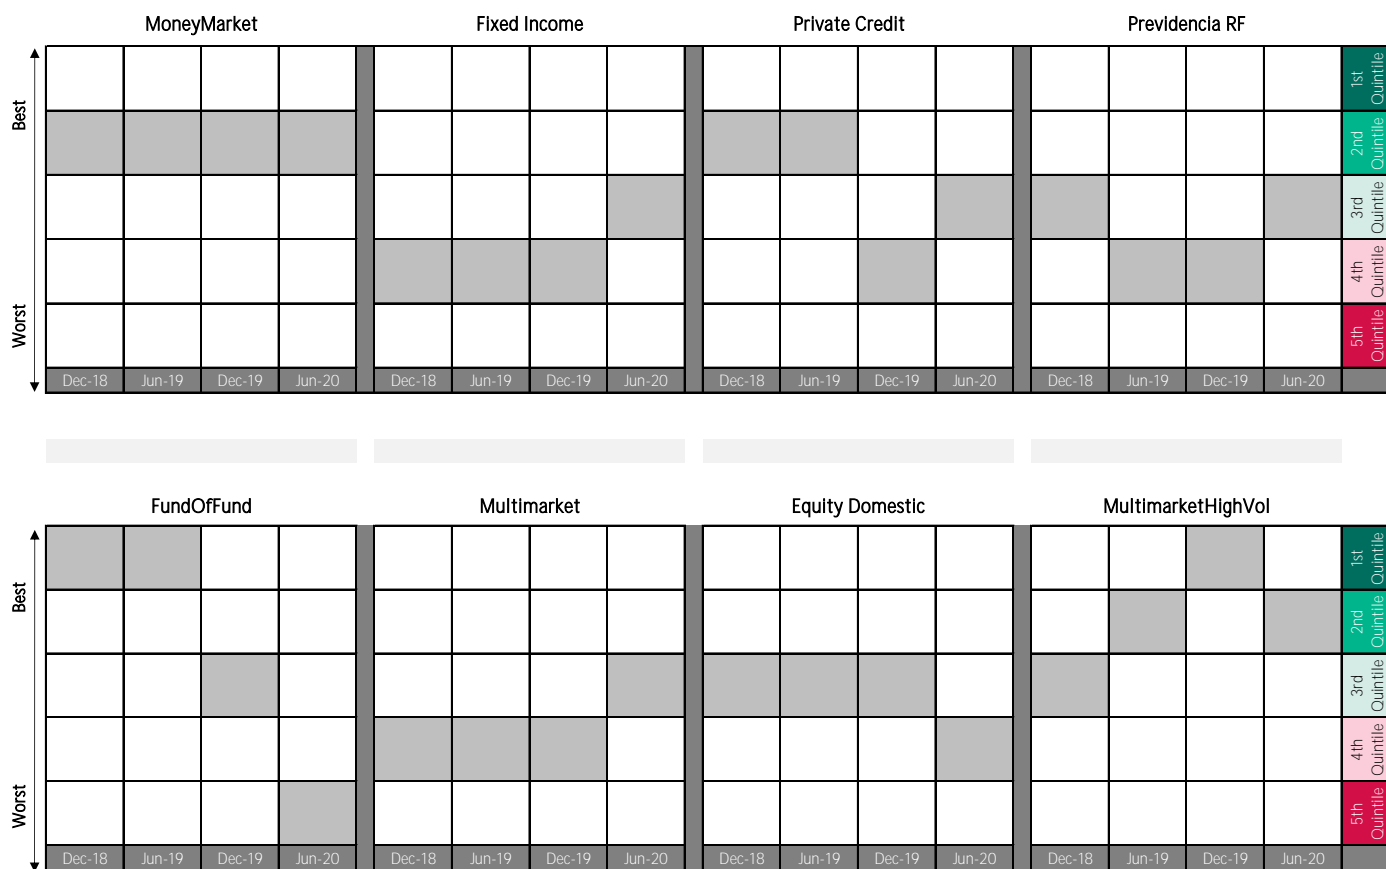 MoneyMarket Fixed Income Private Credit Previdencia RF
Best
Worst
1st
Quintile
2nd
Quintile
3rd
Quintile
4th
Quintile
5th
Quintile
Dec-18 Jun-19 Dec-19 Jun-20 Dec-18 Jun-19 Dec-19 Jun-20 Dec-18 Jun-19 Dec-19 Jun-20 Dec-18 Jun-19 Dec-19 Jun-20
FundOfFund Multimarket Equity Domestic MultimarketHighVol
Best
Worst
1st
Quintile
2nd
Quintile
3rd
Quintile
4th
Quintile
5th
Quintile
Dec-18 Jun-19 Dec-19 Jun-20 Dec-18 Jun-19 Dec-19 Jun-20 Dec-18 Jun-19 Dec-19 Jun-20 Dec-18 Jun-19 Dec-19 Jun-20